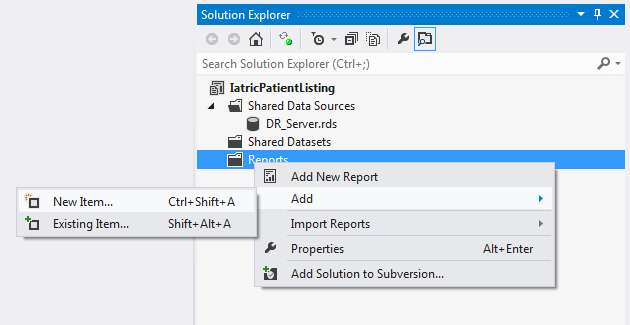 Solution Explorer
Search Solution Explorer (Ctrl+;)
IatricPatientListing
Shared Data Sources
DR_Server.rds
Shared Datasets
Reports
Add New Report
Add
New Item... Ctrl+Shift+A
Existing Item... Shift+Alt+A
Import Reports
Properties Alt+Enter
Add Solution to Subversion...